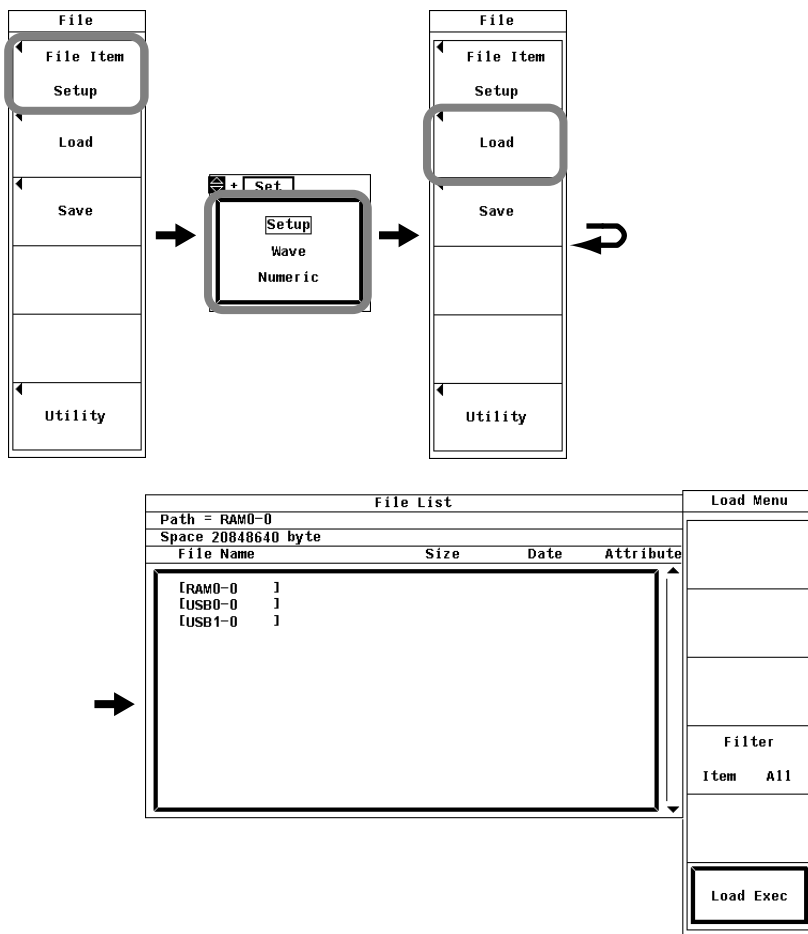 File
File Item
Setup
Load
Save
Utility
+ Set
Setup
Wave
Numeric
File
File Item
Setup
Load
Save
Utility
File List
Path = RAM0-0
Space 20848640 byte
File Name Size Date Attribute
[RAM0-0 ]
[USB0-0 ]
[USB1-0 ]
Load Menu
Filter
Item All
Load Exec